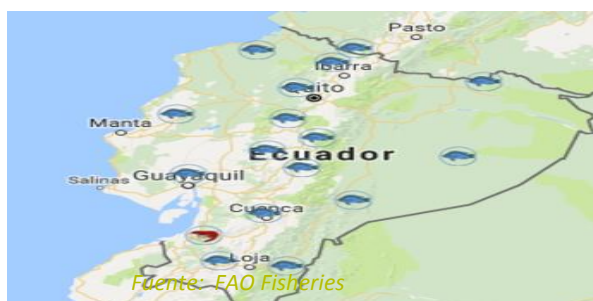 Pasto
Ibarra
Quito
Manta
Ecuador
Salinas
Guayaquil
Cuenca
Loja
Fuente: FAO Fisheries